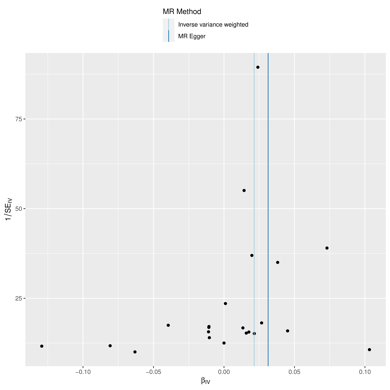 MR Method
Inverse variance weighted
MR Egger
75
50
25
1/SE_IV
−0.10
−0.05
0.00
0.05
0.10
β_IV